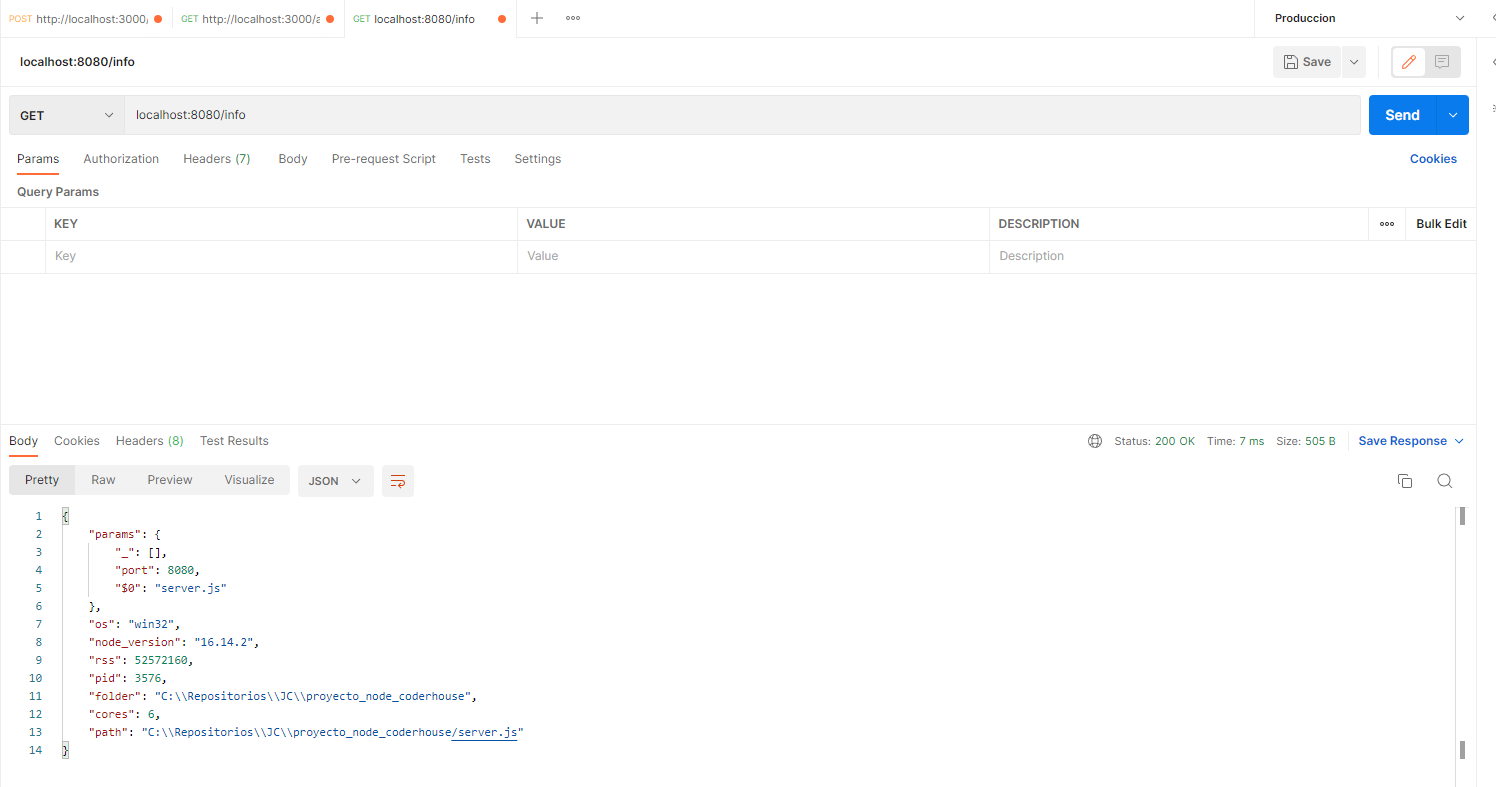 POST http://localhost:3000/ GET http://localhost:3000/a GET localhost:8080/info Produccion
localhost:8080/info Save
GET localhost:8080/info Send
Params Authorization Headers (7) Body Pre-request Script Tests Settings Cookies
Query Params
KEY VALUE DESCRIPTION Bulk Edit
Key Value Description
Body Cookies Headers (8) Test Results Status: 200 OK Time: 7 ms Size: 505 B Save Response
Pretty Raw Preview Visualize JSON
1 {
2 "params": {
3 "_": [],
4 "port": 8080,
5 "$0": "server.js"
6 },
7 "os": "win32",
8 "node_version": "16.14.2",
9 "rss": 52572160,
10 "pid": 3576,
11 "folder": "C:\\Repositorios\\JC\\proyecto_node_coderhouse",
12 "cores": 6,
13 "path": "C:\\Repositorios\\JC\\proyecto_node_coderhouse/server.js"
14 }